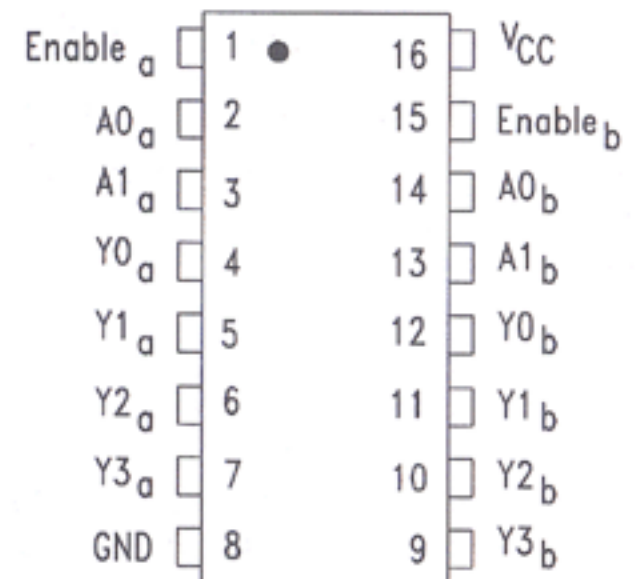 Enable a 1 16 VCC
A0 a 2 15 Enable b
A1 a 3 14 A0 b
Y0 a 4 13 A1 b
Y1 a 5 12 Y0 b
Y2 a 6 11 Y1 b
Y3 a 7 10 Y2 b
GND 8 9 Y3 b